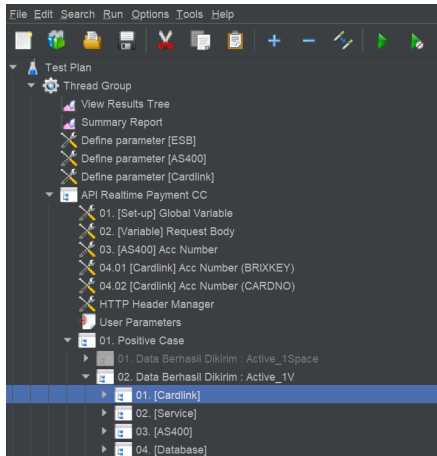 File Edit Search Run Options Tools Help
Test Plan
Thread Group
View Results Tree
Summary Report
Define parameter [ESB]
Define parameter [AS400]
Define parameter [Cardlink]
API Realtime Payment CC
01. [Set-up] Global Variable
02. [Variable] Request Body
03. [AS400] Acc Number
04.01 [Cardlink] Acc Number (BRIXKEY)
04.02 [Cardlink] Acc Number (CARDNO)
HTTP Header Manager
User Parameters
01. Positive Case
01. Data Berhasil Dikirim : Active_1Space
02. Data Berhasil Dikirim : Active_1V
01. [Cardlink]
02. [Service]
03. [AS400]
04. [Database]